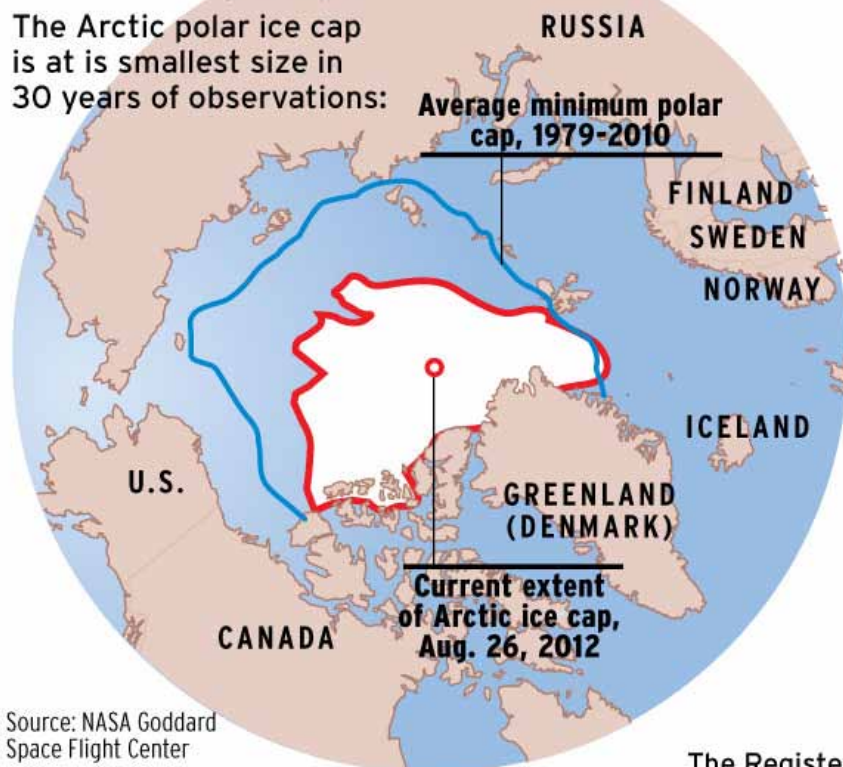 The Arctic polar ice cap
is at is smallest size in
30 years of observations:
RUSSIA
Average minimum polar
cap, 1979-2010
FINLAND
SWEDEN
NORWAY
ICELAND
U.S.
GREENLAND
(DENMARK)
Current extent
of Arctic ice cap,
Aug. 26, 2012
CANADA
Source: NASA Goddard
Space Flight Center
The Registe